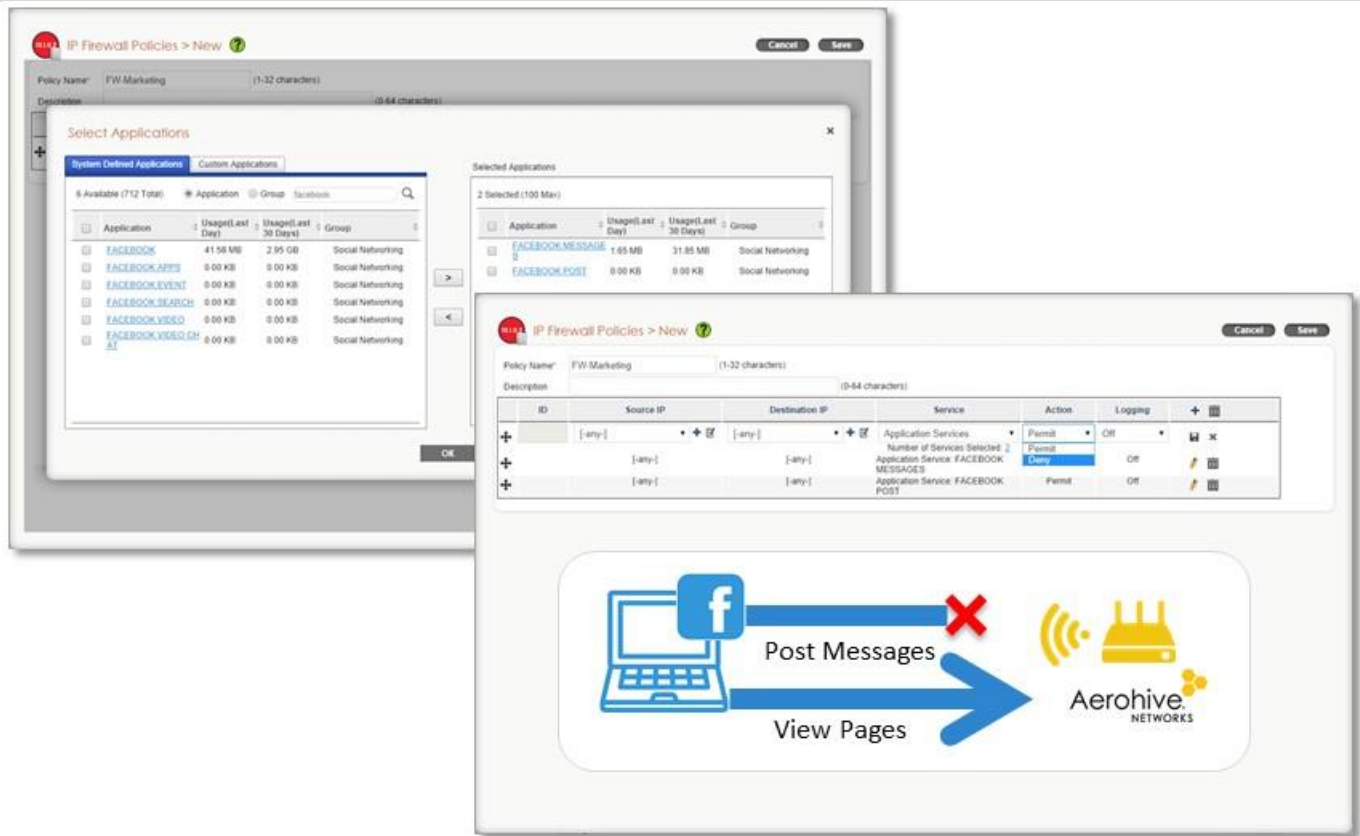 IP Firewall Policies > New ?
Cancel Save
Policy Name* FW-Marketing (1-32 characters)
Description (0-64 characters)
Select Applications ×
System Defined Applications Custom Applications
6 Available (712 Total) Application Group facebook
Application Usage(Last Day) Usage(Last 30 Days) Group
FACEBOOK 41.58 MB 2.95 GB Social Networking
FACEBOOK APPS 0.00 KB 0.00 KB Social Networking
FACEBOOK EVENT 0.00 KB 0.00 KB Social Networking
FACEBOOK SEARCH 0.00 KB 0.00 KB Social Networking
FACEBOOK VIDEO 0.00 KB 0.00 KB Social Networking
FACEBOOK VIDEO CH
AT 0.00 KB 0.00 KB Social Networking
>
<
Selected Applications
2 Selected (100 Max)
Application Usage(Last Day) Usage(Last 30 Days) Group
FACEBOOK MESSAGE
S 1.65 MB 31.85 MB Social Networking
FACEBOOK POST 0.00 KB 0.00 KB Social Networking
OK
IP Firewall Policies > New ?
Cancel Save
Policy Name* FW-Marketing (1-32 characters)
Description (0-64 characters)
ID Source IP Destination IP Service Action Logging
[-any-] [-any-] Application Services Permit Off
Number of Services Selected: 2 Permit
[-any-] [-any-] Application Service: FACEBOOK Deny Off
MESSAGES
[-any-] [-any-] Application Service: FACEBOOK Permit Off
POST
f
Post Messages
View Pages
Aerohive
NETWORKS